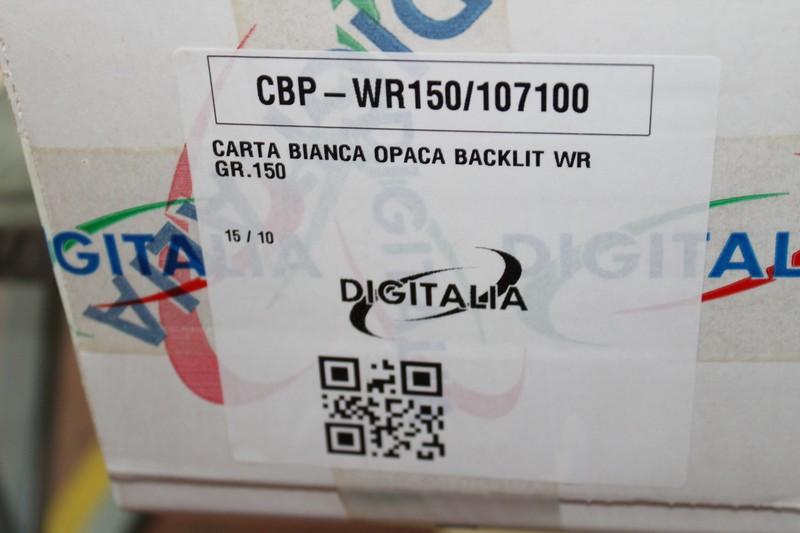 CBP – WR150/107100
CARTA BIANCA OPACA BACKLIT WR
GR.150
15 / 10
DIGITALIA
DIGITALIA
DIGITAL